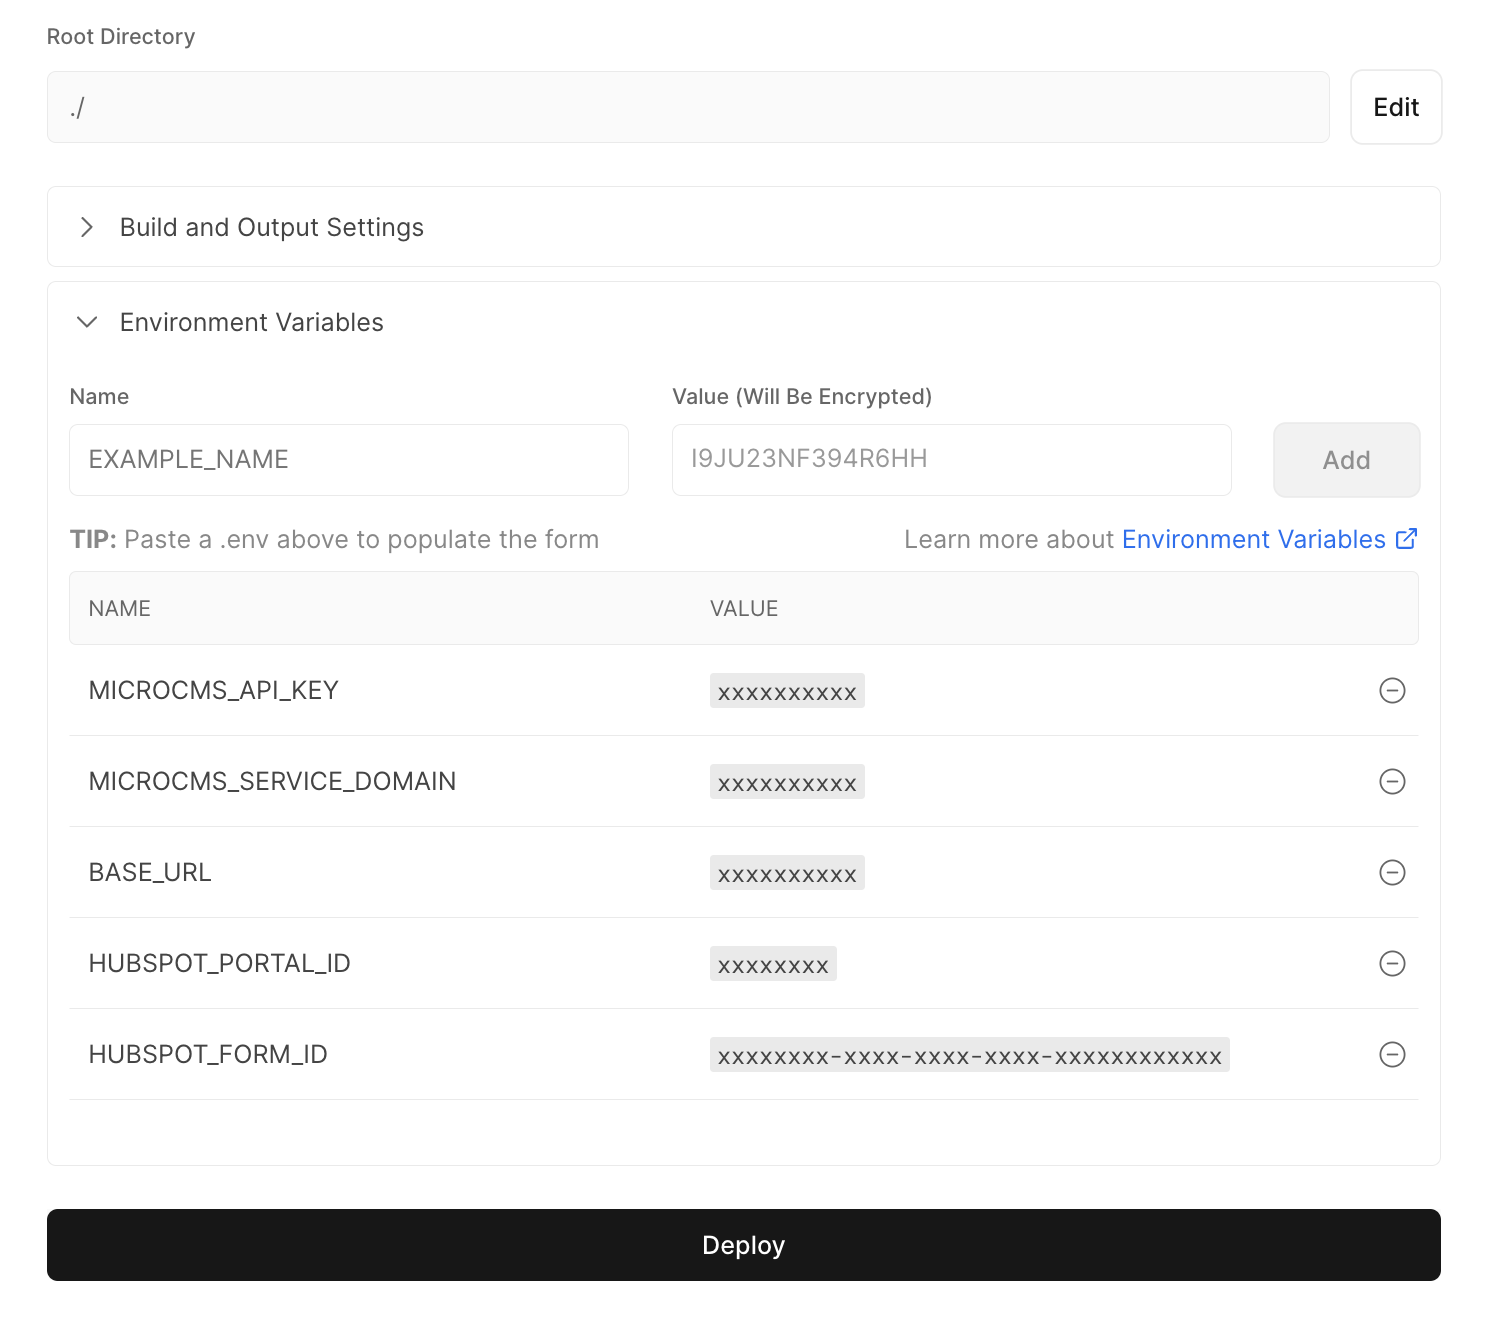 Root Directory
./
Edit
Build and Output Settings
Environment Variables
Name
Value (Will Be Encrypted)
EXAMPLE_NAME
I9JU23NF394R6HH
Add
TIP: Paste a .env above to populate the form
Learn more about Environment Variables
NAME
VALUE
MICROCMS_API_KEY
xxxxxxxxxx
MICROCMS_SERVICE_DOMAIN
xxxxxxxxxx
BASE_URL
xxxxxxxxxx
HUBSPOT_PORTAL_ID
xxxxxxxx
HUBSPOT_FORM_ID
xxxxxxxx-xxxx-xxxx-xxxx-xxxxxxxxxxxx
Deploy